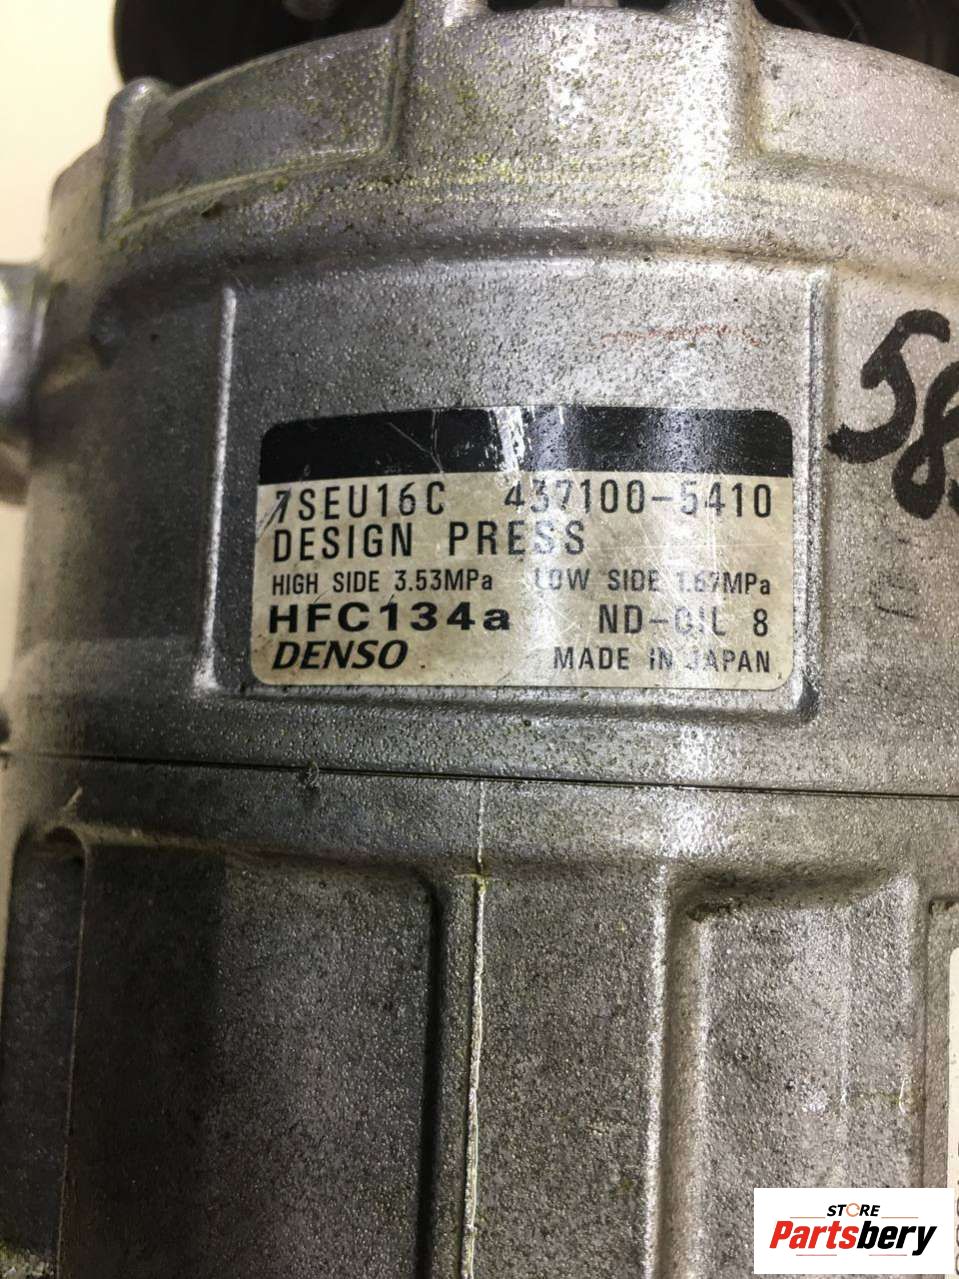 7SEU16C 437100-5410
DESIGN PRESS
HIGH SIDE 3.53MPa LOW SIDE 1.67MPa
HFC134a ND-OIL 8
DENSO MADE IN JAPAN
STORE
Partsbery